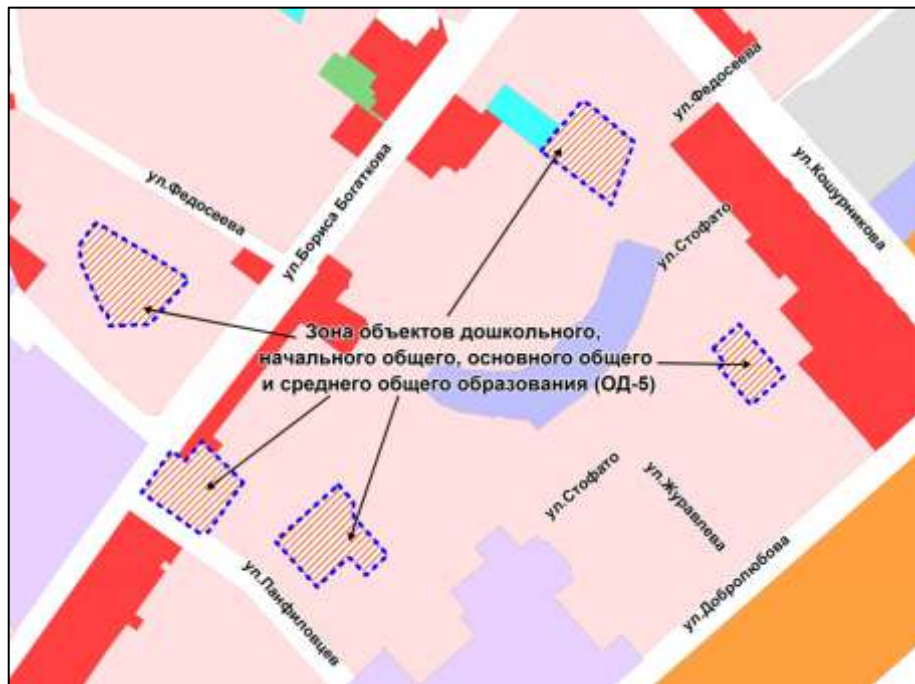 ул.Федосеева
ул.Кошурникова
ул.Федосеева
ул.Бориса Богаткова
ул.Стофато
Зона объектов дошкольного,
начального общего, основного общего
и среднего общего образования (ОД-5)
ул.Стофато
ул.Журавлева
ул.Добролюбова
ул.Панфиловцев